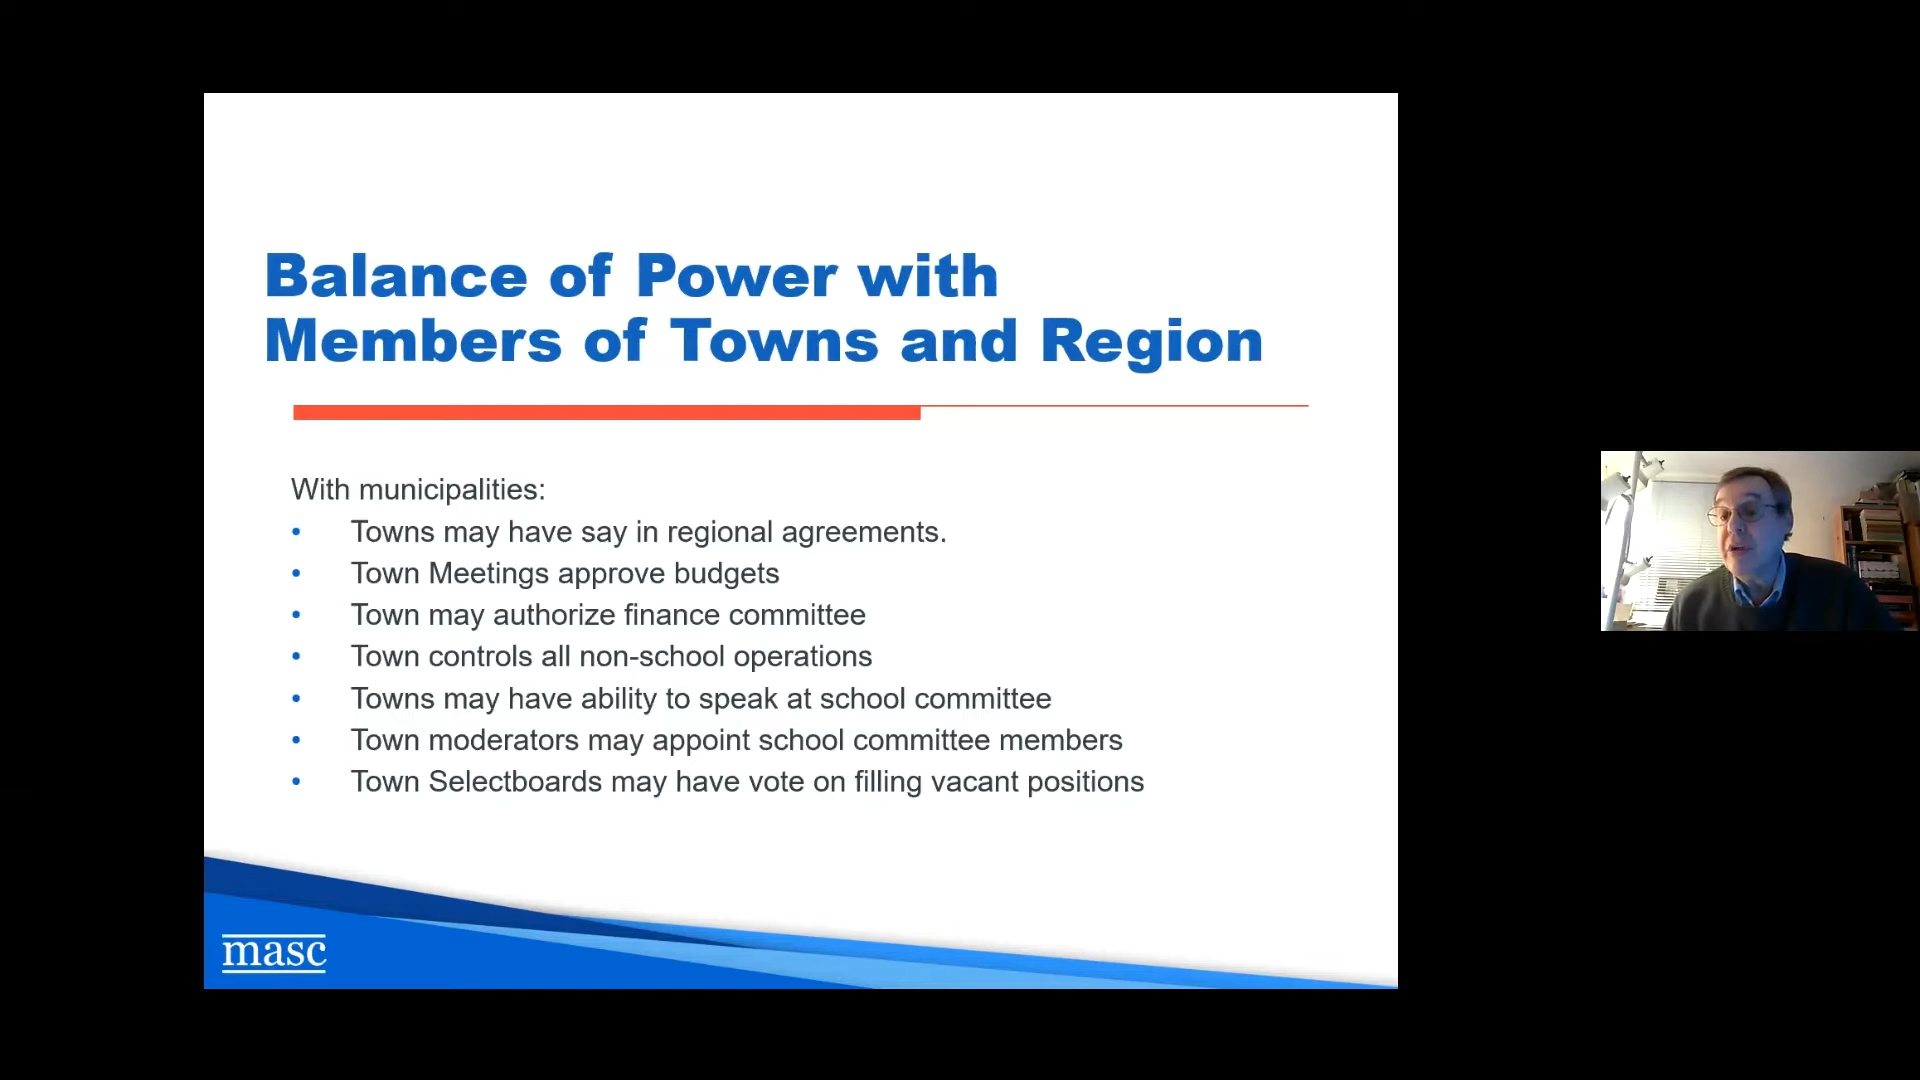 Balance of Power with
Members of Towns and Region
With municipalities:
• Towns may have say in regional agreements.
• Town Meetings approve budgets
• Town may authorize finance committee
• Town controls all non-school operations
• Towns may have ability to speak at school committee
• Town moderators may appoint school committee members
• Town Selectboards may have vote on filling vacant positions
masc